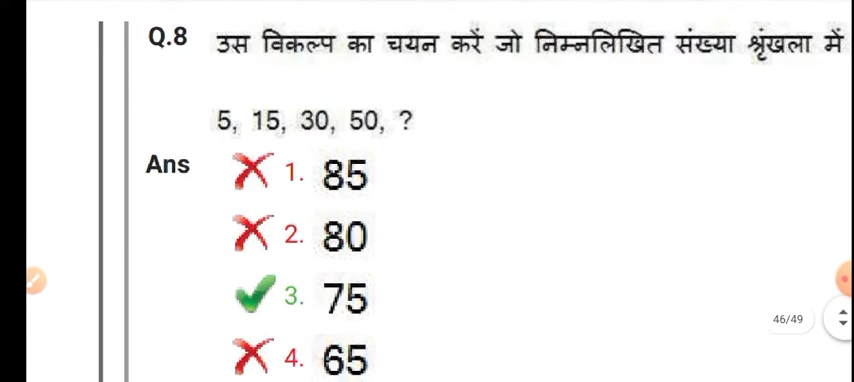 Q.8 उस विकल्प का चयन करें जो निम्नलिखित संख्या श्रृंखला में
5, 15, 30, 50, ?
Ans 1. 85
2. 80
3. 75
46/49
4. 65